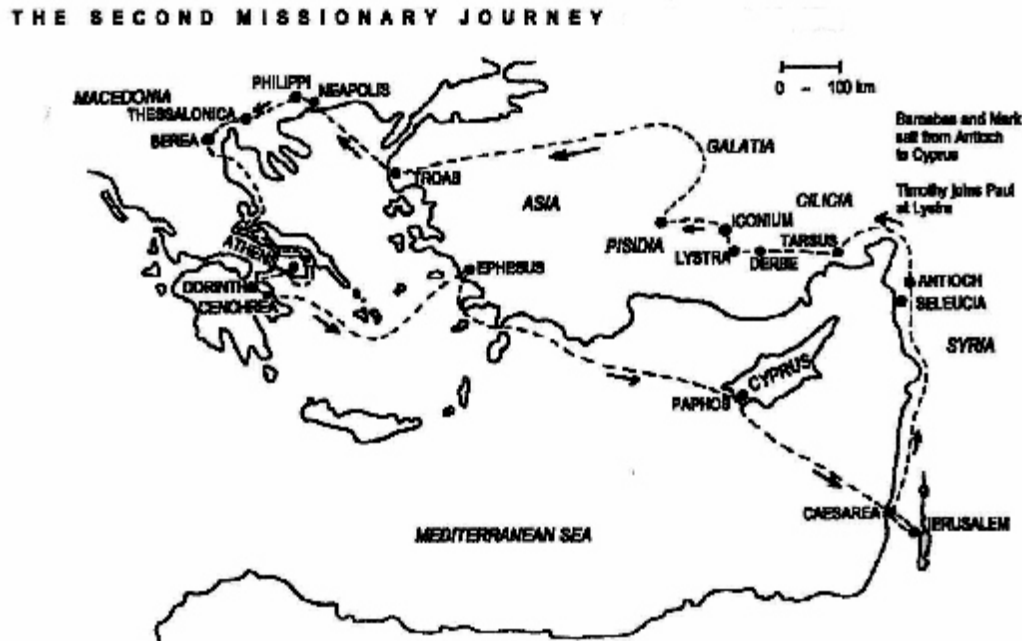 THE SECOND MISSIONARY JOURNEY
PHILIPPI
NEAPOLIS
MACEDONIA
THESSALONICA
BEREA
0 – 100 km
Barnabas and Mark
sail from Antioch
to Cyprus
GALATIA
TROAS
ASIA
CILICIA
Timothy joins Paul
at Lystra
ICONIUM
PISIDIA
TARSUS
LYSTRA
DERBE
ATHENS
EPHESUS
CORINTH
CENCHREA
ANTIOCH
SELEUCIA
SYRIA
CYPRUS
PAPHOS
CAESAREA
JERUSALEM
MEDITERRANEAN SEA